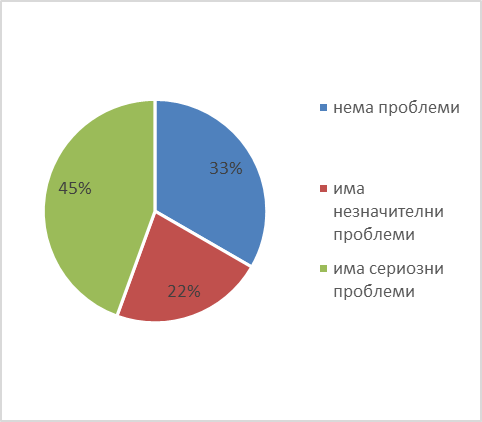 33%
22%
45%
нема проблеми
има
незначителни
проблеми
има сериозни
проблеми